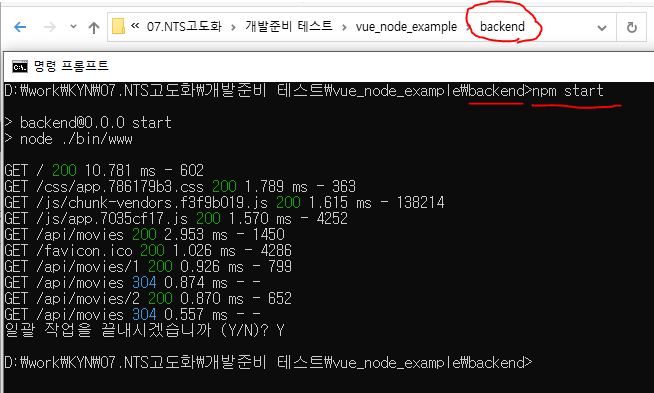 « 07.NTS고도화 > 개발준비 테스트 > vue_node_example > backend
명령 프롬프트
D:\work\KYN\07.NTS고도화\개발준비 테스트\vue_node_example\backend>npm start
> backend@0.0.0 start
> node ./bin/www
GET / 200 10.781 ms - 602
GET /css/app.786179b3.css 200 1.789 ms - 363
GET /js/chunk-vendors.f3f9b019.js 200 1.615 ms - 138214
GET /js/app.7035cf17.js 200 1.570 ms - 4252
GET /api/movies 200 2.953 ms - 1450
GET /favicon.ico 200 1.026 ms - 4286
GET /api/movies/1 200 0.926 ms - 799
GET /api/movies 304 0.874 ms - -
GET /api/movies/2 200 0.870 ms - 652
GET /api/movies 304 0.557 ms - -
일괄 작업을 끝내시겠습니까 (Y/N)? Y
D:\work\KYN\07.NTS고도화\개발준비 테스트\vue_node_example\backend>